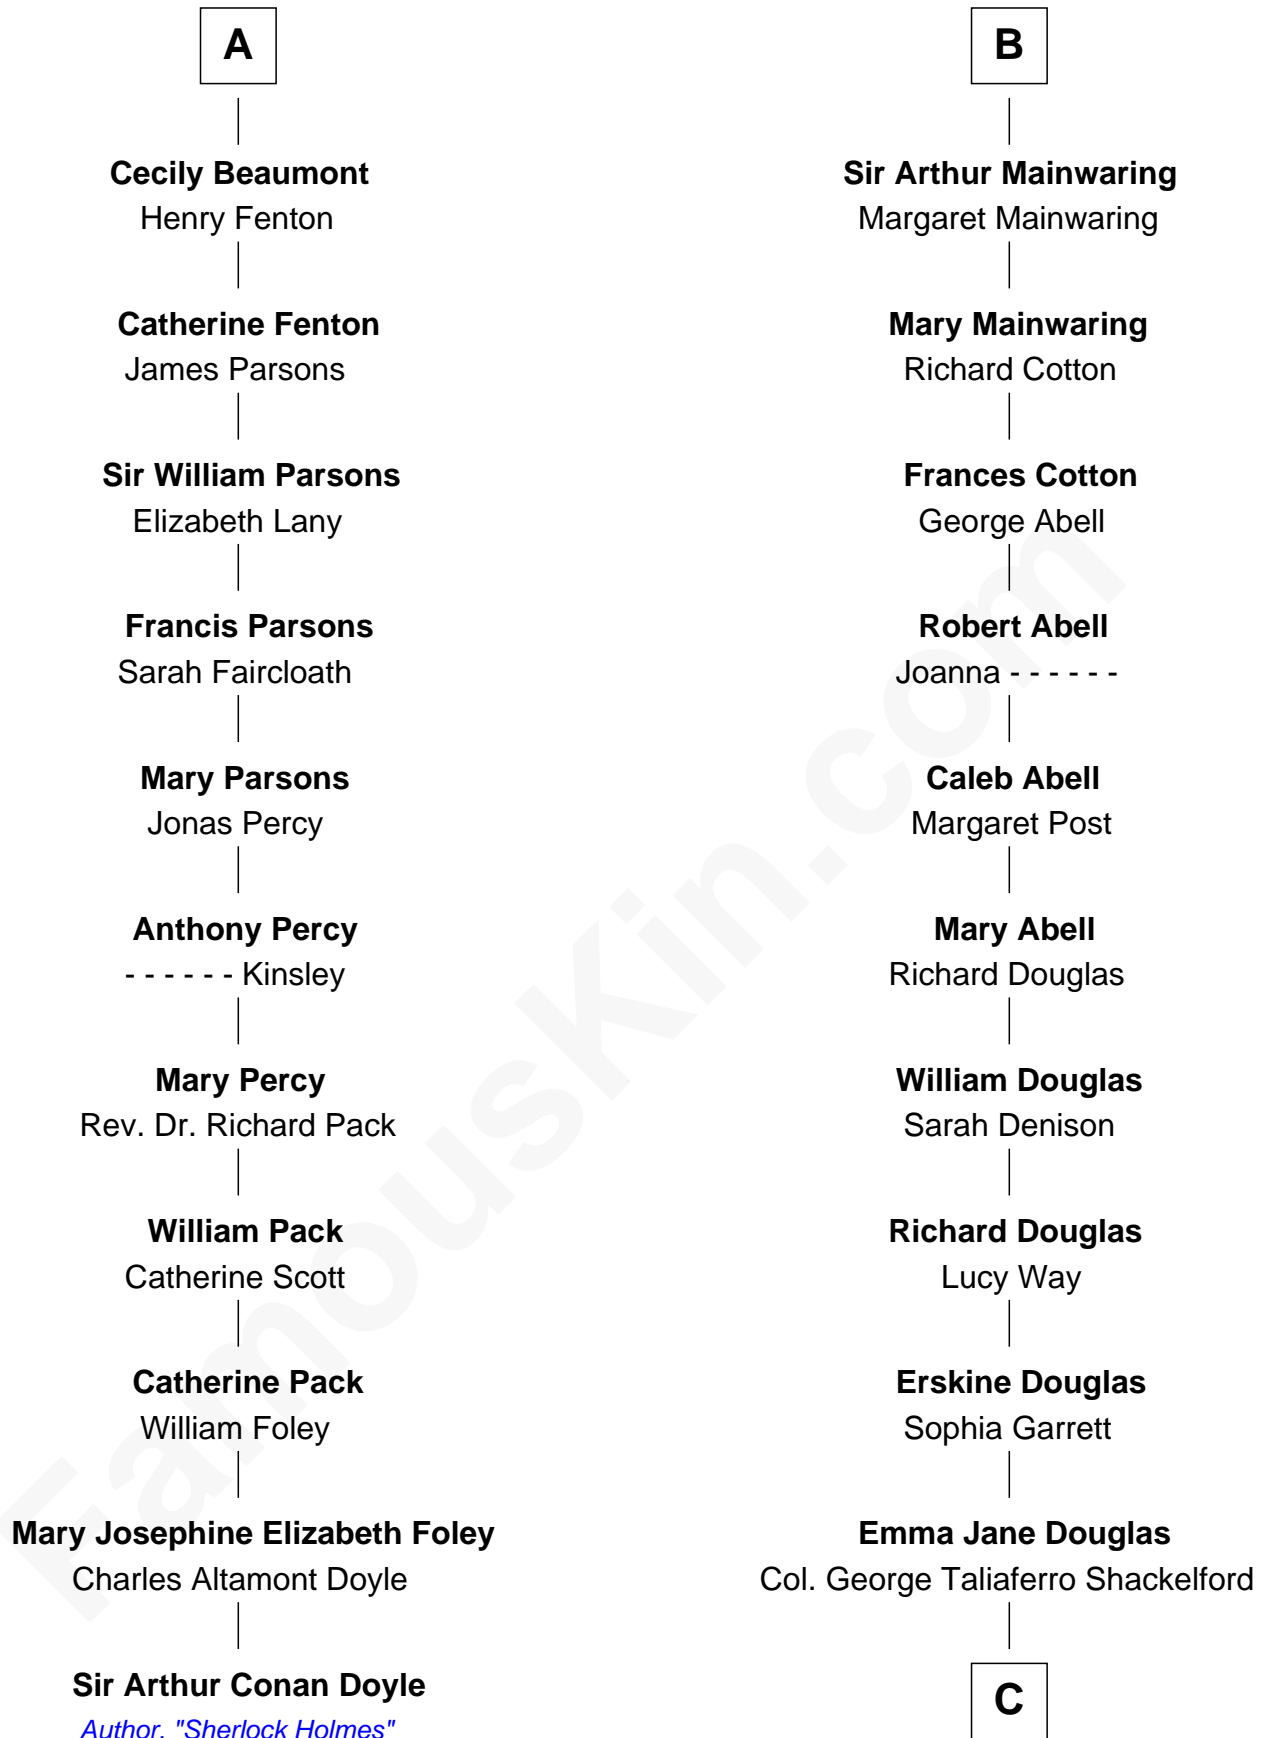 A
Cecily Beaumont
Henry Fenton
Catherine Fenton
James Parsons
Sir William Parsons
Elizabeth Lany
Francis Parsons
Sarah Faircloath
Mary Parsons
Jonas Percy
Anthony Percy
- - - - - - Kinsley
Mary Percy
Rev. Dr. Richard Pack
William Pack
Catherine Scott
Catherine Pack
William Foley
Mary Josephine Elizabeth Foley
Charles Altamont Doyle
Sir Arthur Conan Doyle
Author, "Sherlock Holmes"
B
Sir Arthur Mainwaring
Margaret Mainwaring
Mary Mainwaring
Richard Cotton
Frances Cotton
George Abell
Robert Abell
Joanna - - - - - -
Caleb Abell
Margaret Post
Mary Abell
Richard Douglas
William Douglas
Sarah Denison
Richard Douglas
Lucy Way
Erskine Douglas
Sophia Garrett
Emma Jane Douglas
Col. George Taliaferro Shackelford
C
FamousKin.com